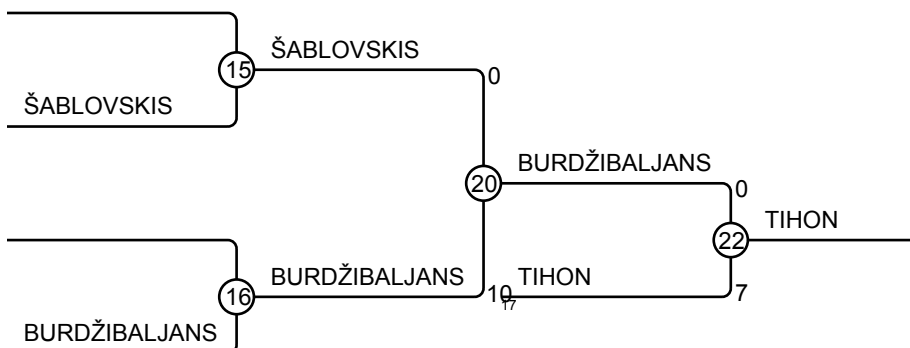 ŠABLOVSKIS
15
0
ŠABLOVSKIS
BURDŽIBALJANS
20
0
TIHON
22
BURDŽIBALJANS
TIHON
16
10
17
7
BURDŽIBALJANS